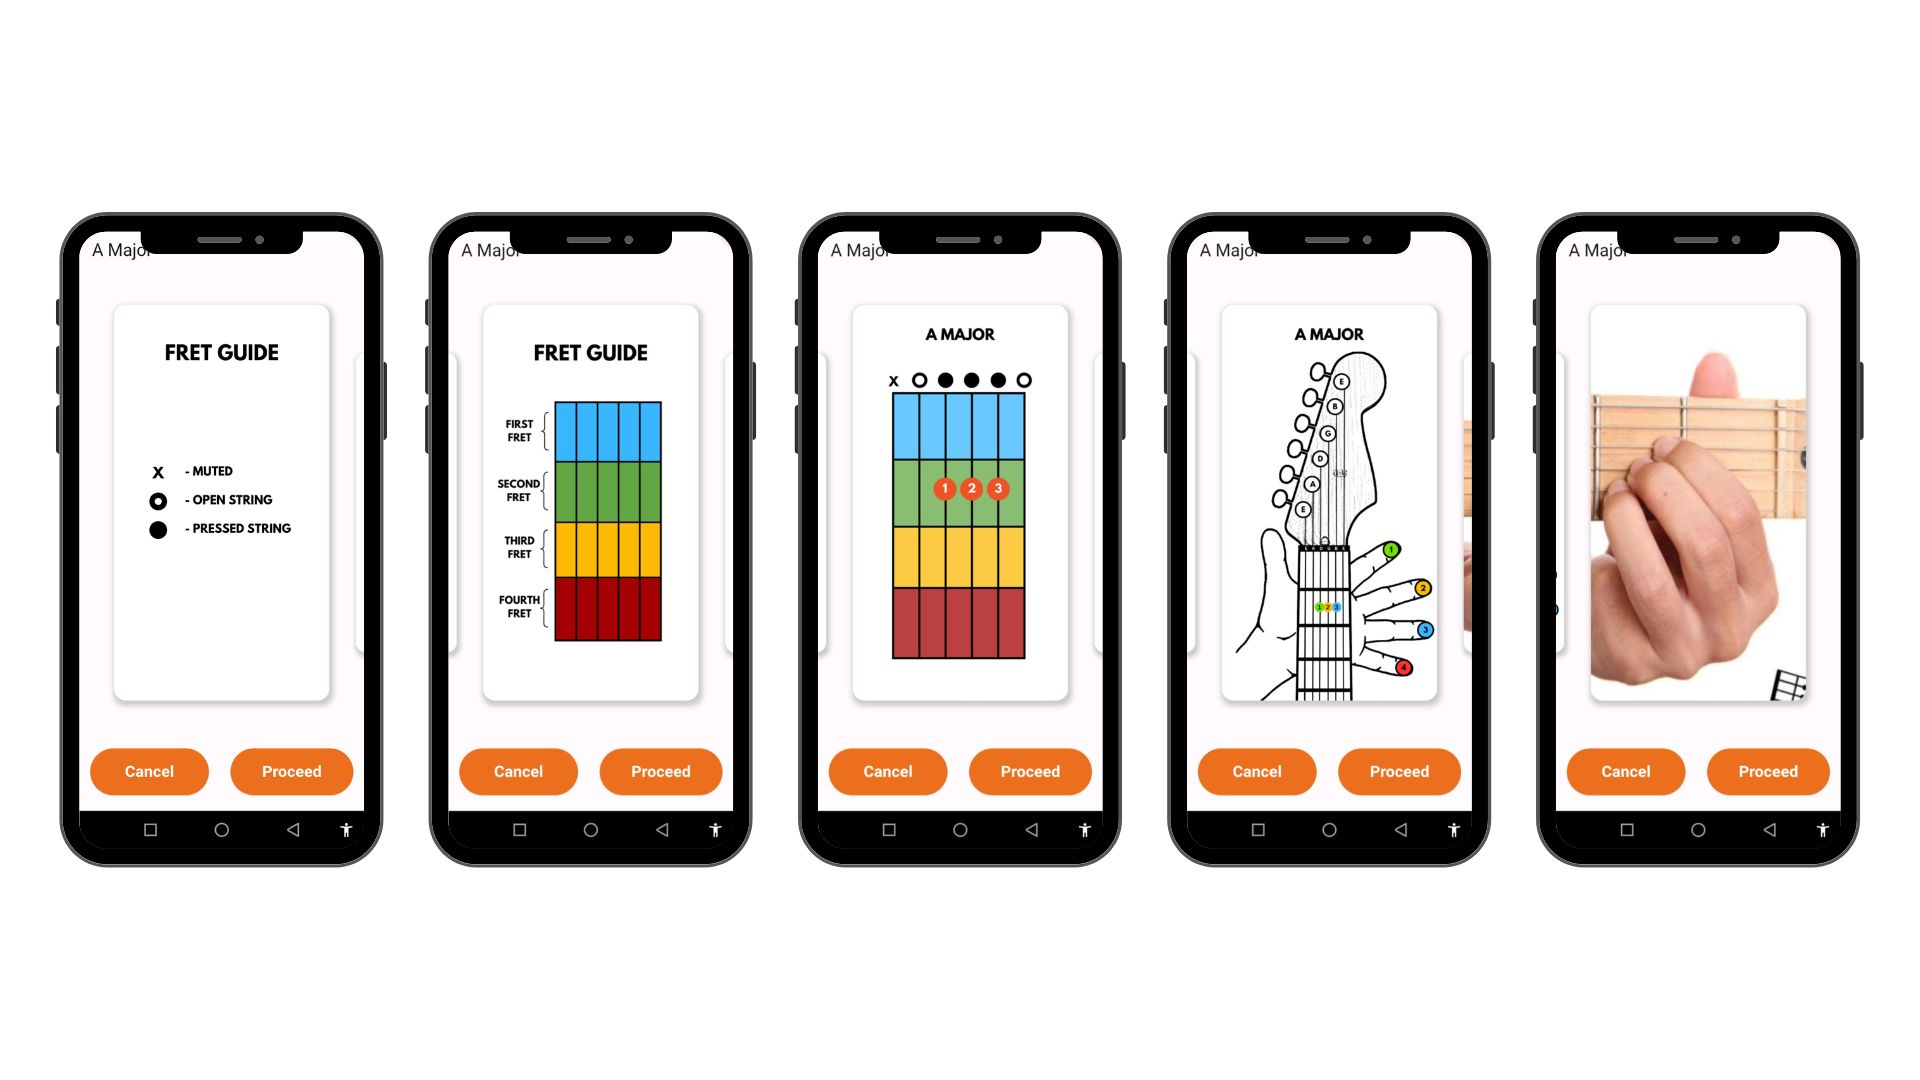 A Major
FRET GUIDE
X - MUTED
- OPEN STRING
- PRESSED STRING
Cancel Proceed
A Major
FRET GUIDE
FIRST
FRET
SECOND
FRET
THIRD
FRET
FOURTH
FRET
Cancel Proceed
A Major
A MAJOR
X
1 2 3
Cancel Proceed
A Major
A MAJOR
E
B
G
D
A
E
1
2
1 2 3
3
4
Cancel Proceed
A Major
Cancel Proceed